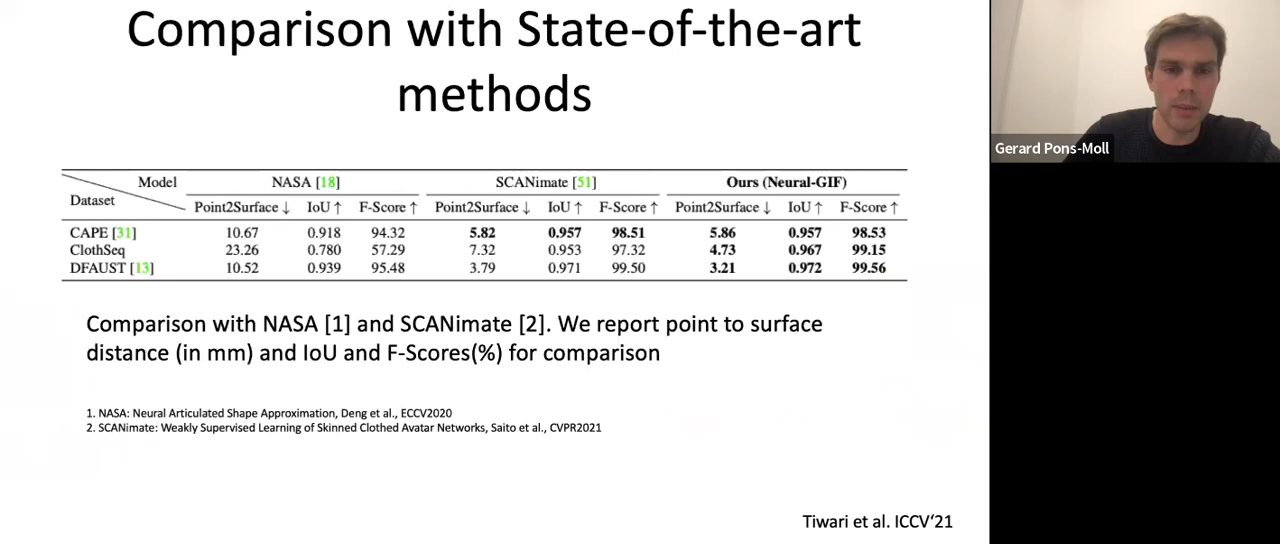 Comparison with State-of-the-art
methods
Gerard Pons-Moll
Model NASA [18] SCANimate [51] Ours (Neural-GIF)
Dataset Point2Surface ↓ IoU ↑ F-Score ↑ Point2Surface ↓ IoU ↑ F-Score ↑ Point2Surface ↓ IoU ↑ F-Score ↑
CAPE [31] 10.67 0.918 94.32 5.82 0.957 98.51 5.86 0.957 98.53
ClothSeq 23.26 0.780 57.29 7.32 0.953 97.32 4.73 0.967 99.15
DFAUST [13] 10.52 0.939 95.48 3.79 0.971 99.50 3.21 0.972 99.56
Comparison with NASA [1] and SCANimate [2]. We report point to surface
distance (in mm) and IoU and F-Scores(%) for comparison
1. NASA: Neural Articulated Shape Approximation, Deng et al., ECCV2020
2. SCANimate: Weakly Supervised Learning of Skinned Clothed Avatar Networks, Saito et al., CVPR2021
Tiwari et al. ICCV‘21